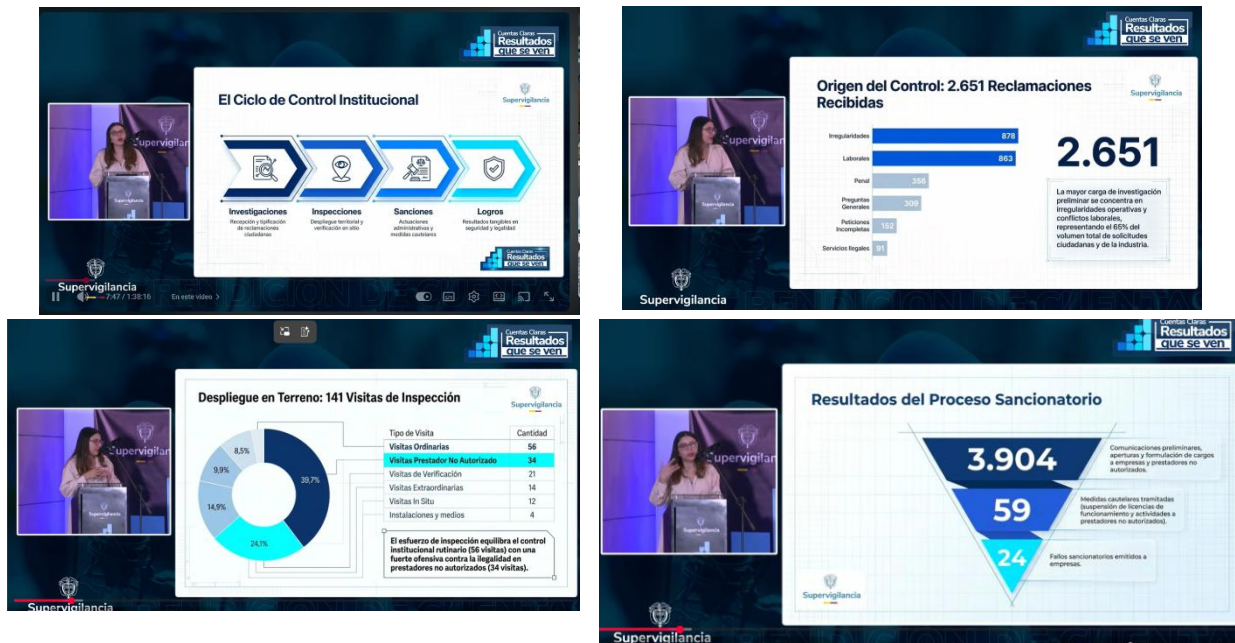 Cuentas Claras
Resultados
que se ven
El Ciclo de Control Institucional
Supervigilancia
Supervigilan
Supervigilancia
Investigaciones
Recepción y tipificación
de reclamaciones
ciudadanas
Inspecciones
Despliegue territorial y
verificación en sitio
Sanciones
Actuaciones
administrativas y
medidas cautelares
Logros
Resultados tangibles en
seguridad y legalidad
Cuentas Claras
Resultados
que se ven
Supervigilancia
7:47 / 1:38:16
En este video >
Cuentas Claras
Resultados
que se ven
Origen del Control: 2.651 Reclamaciones
Recibidas
Supervigilancia
Supervigilan
Supervigilancia
Irregularidades 878
Laborales 863
Penal 356
Preguntas
Generales 309
Peticiones
Incompletas 152
Servicios Ilegales 91
2.651
La mayor carga de investigación
preliminar se concentra en
irregularidades operativas y
conflictos laborales,
representando el 65% del
volumen total de solicitudes
ciudadanas y de la industria.
Supervigilancia
Cuentas Claras
Resultados
que se ven
Despliegue en Terreno: 141 Visitas de Inspección
Supervigilancia
Supervigilan
Supervigilancia
8,5%
9,9%
14,9%
24,1%
39,7%
Tipo de Visita Cantidad
Visitas Ordinarias 56
Visitas Prestador No Autorizado 34
Visitas de Verificación 21
Visitas Extraordinarias 14
Visitas In Situ 12
Instalaciones y medios 4
El esfuerzo de inspección equilibra el control
institucional rutinario (56 visitas) con una
fuerte ofensiva contra la ilegalidad en
prestadores no autorizados (34 visitas).
Supervigilancia
Cuentas Claras
Resultados
que se ven
Resultados del Proceso Sancionatorio
Supervigilan
Supervigilancia
3.904
Comunicaciones preliminares,
aperturas y formulación de cargos
a empresas y prestadores no
autorizados.
59
Medidas cautelares tramitadas
(suspensión de licencias de
funcionamiento y actividades a
prestadores no autorizados).
24
Fallos sancionatorios emitidos a
empresas.
Supervigilancia
Supervigilancia